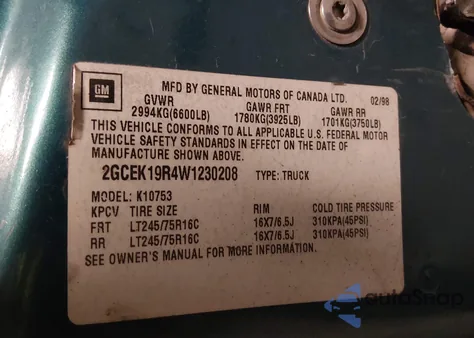 GM
MFD BY GENERAL MOTORS OF CANADA LTD. 02/98
GVWR GAWR FRT GAWR RR
2994KG(6600LB) 1780KG(3925LB) 1701KG(3750LB)
THIS VEHICLE CONFORMS TO ALL APPLICABLE U.S. FEDERAL MOTOR
VEHICLE SAFETY STANDARDS IN EFFECT ON THE DATE OF
MANUFACTURE SHOWN ABOVE.
2GCEK19R4W1230208 TYPE: TRUCK
MODEL: K10753
KPCV TIRE SIZE RIM COLD TIRE PRESSURE
FRT LT245/75R16C 16X7/6.5J 310KPA(45PSI)
RR LT245/75R16C 16X7/6.5J 310KPA(45PSI)
SEE OWNER'S MANUAL FOR MORE INFORMATION.
autoSnap